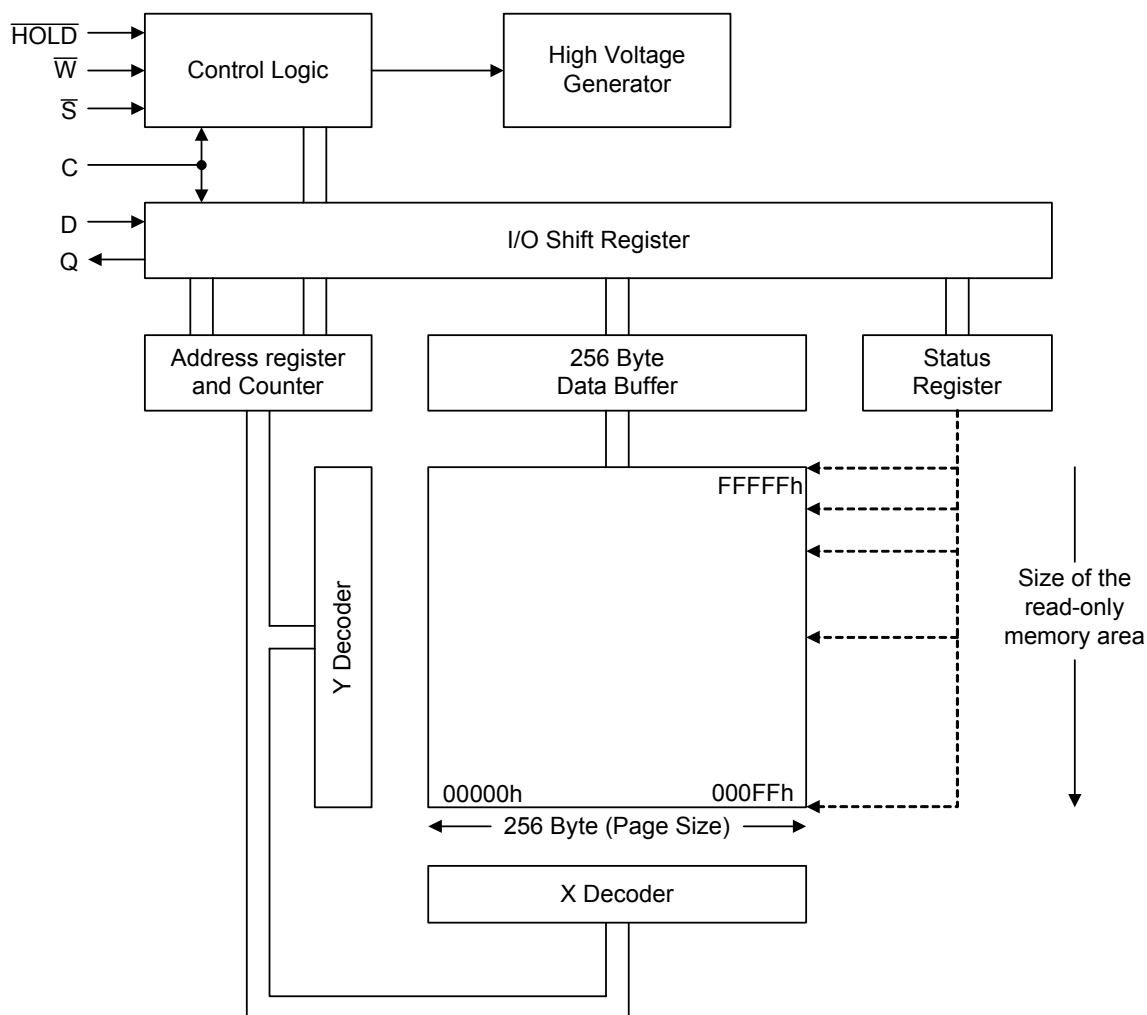 HOLD
W
S
C
D
Q
Control Logic
High Voltage
Generator
I/O Shift Register
Address register
and Counter
256 Byte
Data Buffer
Status
Register
Y Decoder
FFFFFh
00000h
000FFh
256 Byte (Page Size)
X Decoder
Size of the
read-only
memory area